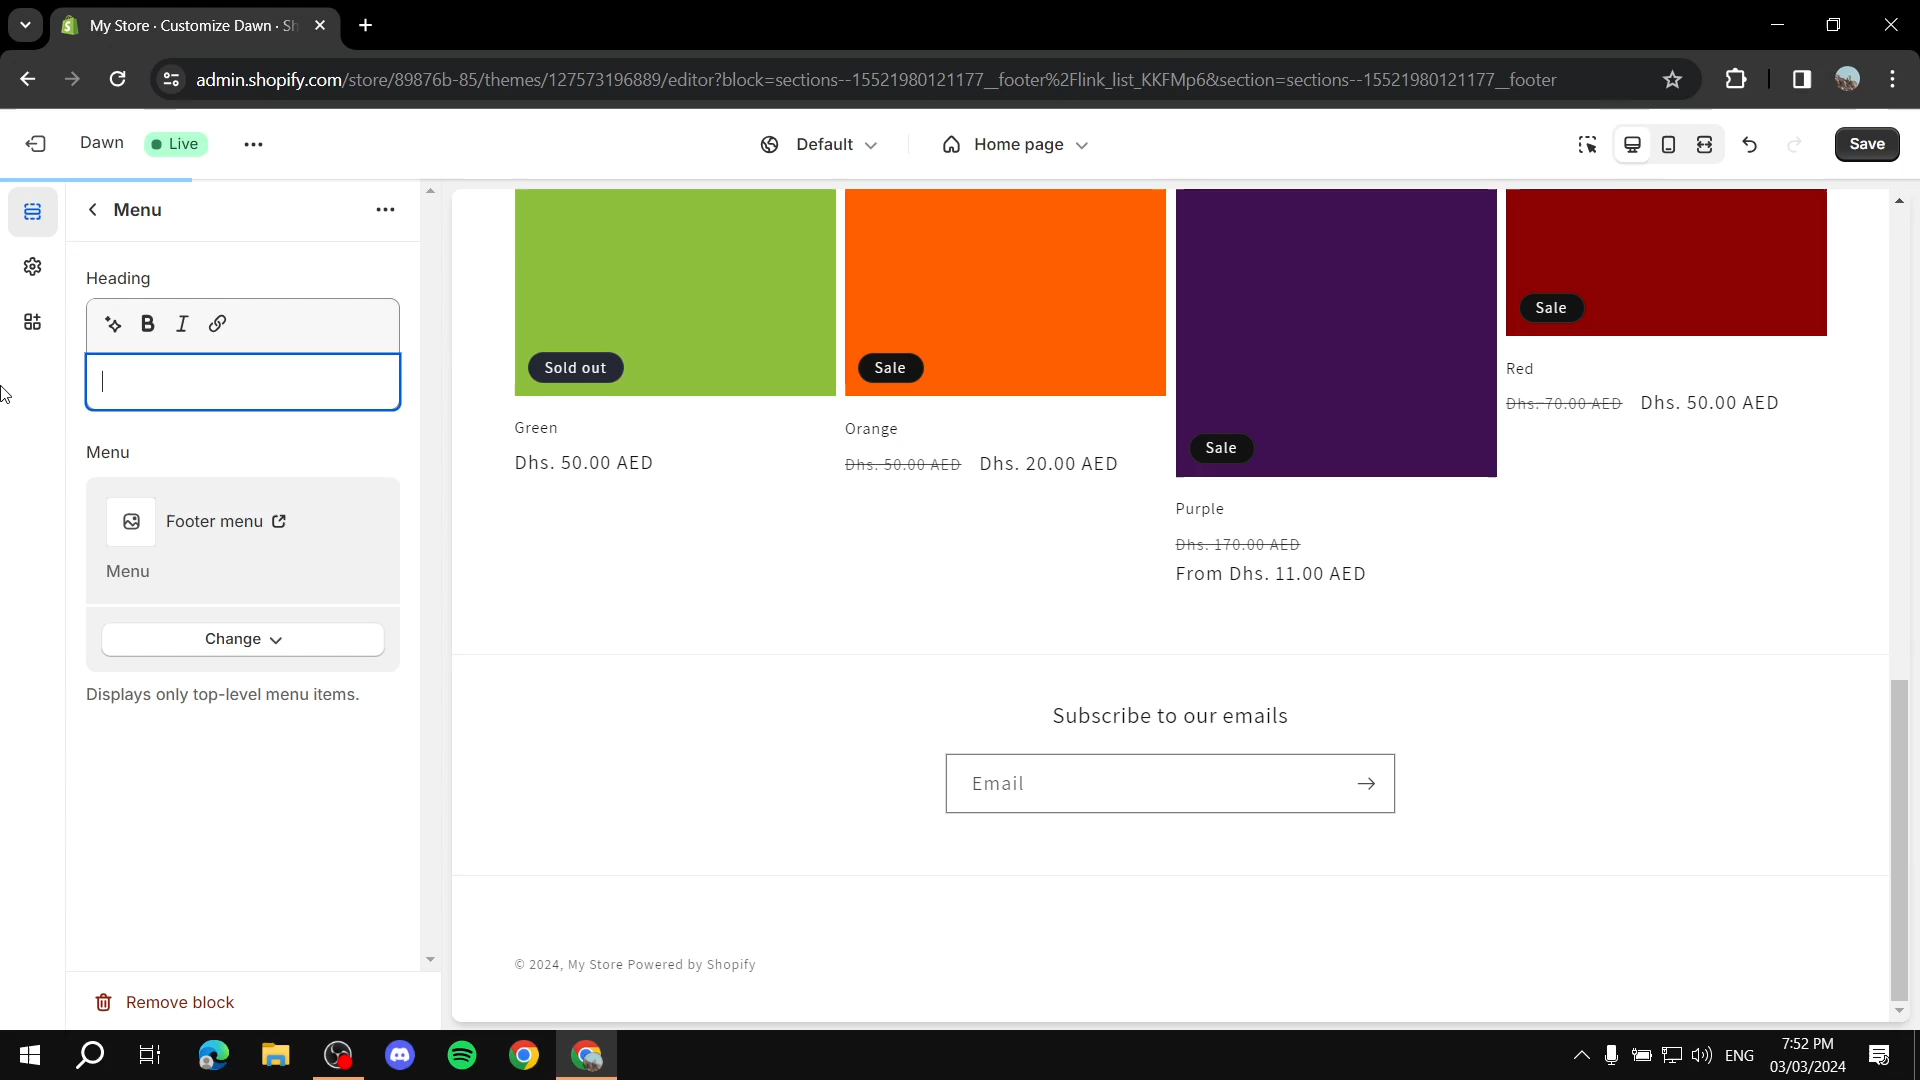 My Store · Customize Dawn · Sh
admin.shopify.com/store/89876b-85/themes/127573196889/editor?block=sections--15521980121177__footer%2Flink_list_KKFMp6&section=sections--15521980121177__footer
Dawn Live Default Home page Save
Menu
Heading
B I
Menu
Footer menu
Menu
Change
Displays only top-level menu items.
Remove block
Sold out
Green
Dhs. 50.00 AED
Sale
Orange
Dhs. 50.00 AED Dhs. 20.00 AED
Sale
Purple
Dhs. 170.00 AED
From Dhs. 11.00 AED
Sale
Red
Dhs. 70.00 AED Dhs. 50.00 AED
Subscribe to our emails
Email
© 2024, My Store Powered by Shopify
ENG
7:52 PM
03/03/2024